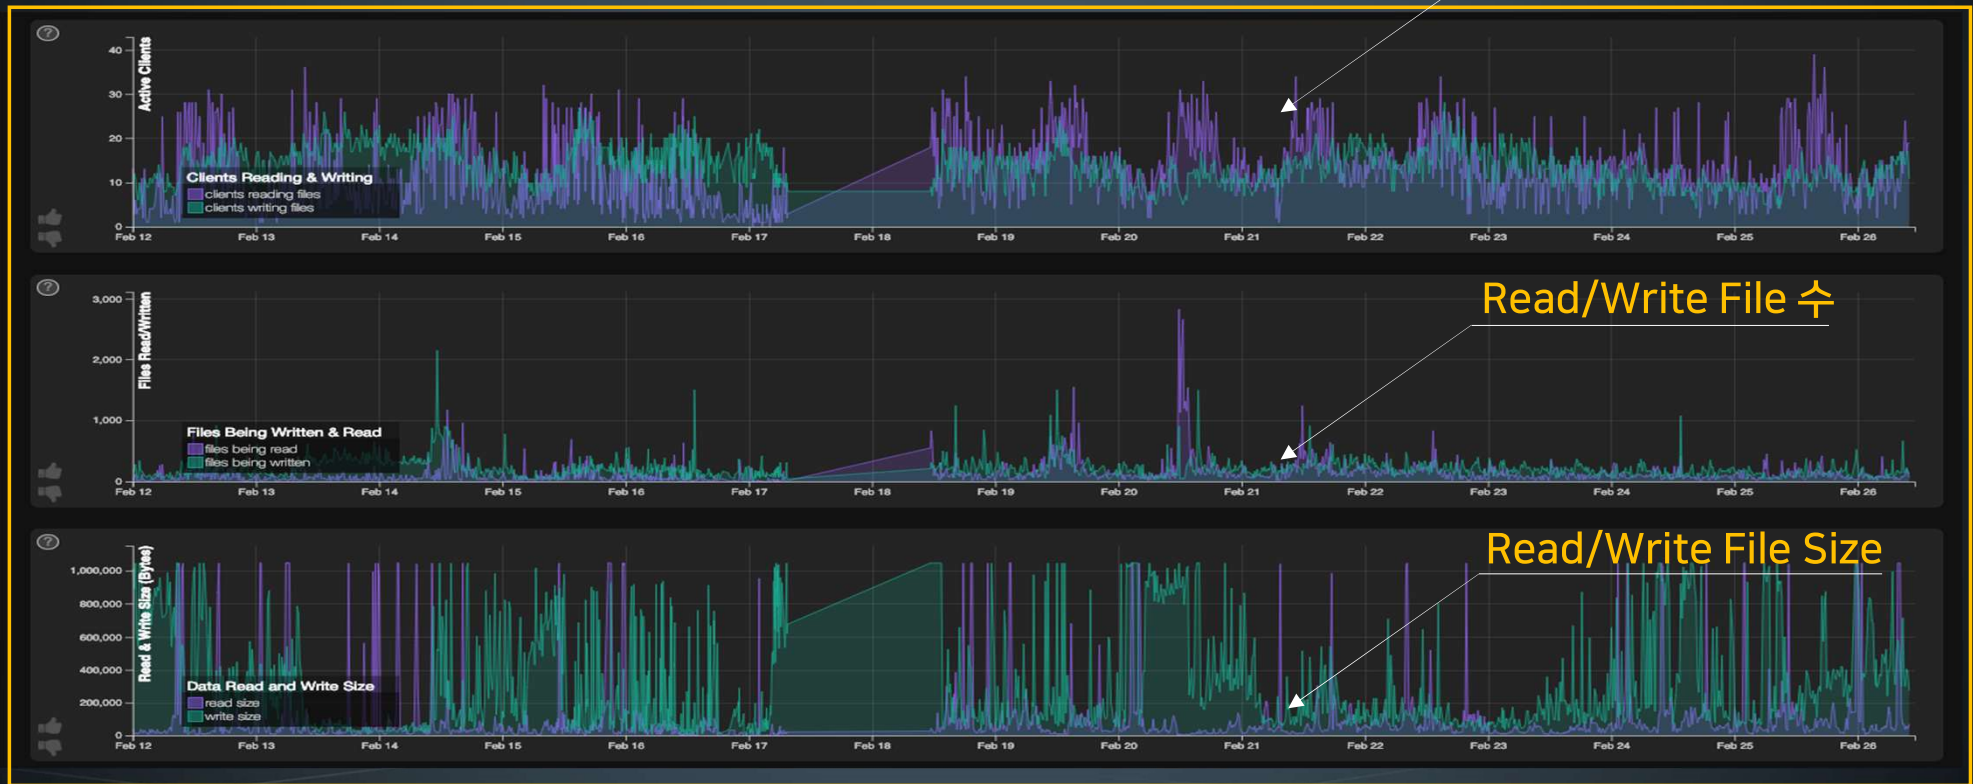 ?
Active Clients
40
30
20
10
0
Clients Reading & Writing
clients reading files
clients writing files
Feb 12 Feb 13 Feb 14 Feb 15 Feb 16 Feb 17 Feb 18 Feb 19 Feb 20 Feb 21 Feb 22 Feb 23 Feb 24 Feb 25 Feb 26
Read/Write File 수
?
Files Read/Written
3,000
2,000
1,000
0
Files Being Written & Read
files being read
files being written
Feb 12 Feb 13 Feb 14 Feb 15 Feb 16 Feb 17 Feb 18 Feb 19 Feb 20 Feb 21 Feb 22 Feb 23 Feb 24 Feb 25 Feb 26
Read/Write File Size
?
Read & Write Size (Bytes)
1,000,000
800,000
600,000
400,000
200,000
0
Data Read and Write Size
read size
write size
Feb 12 Feb 13 Feb 14 Feb 15 Feb 16 Feb 17 Feb 18 Feb 19 Feb 20 Feb 21 Feb 22 Feb 23 Feb 24 Feb 25 Feb 26